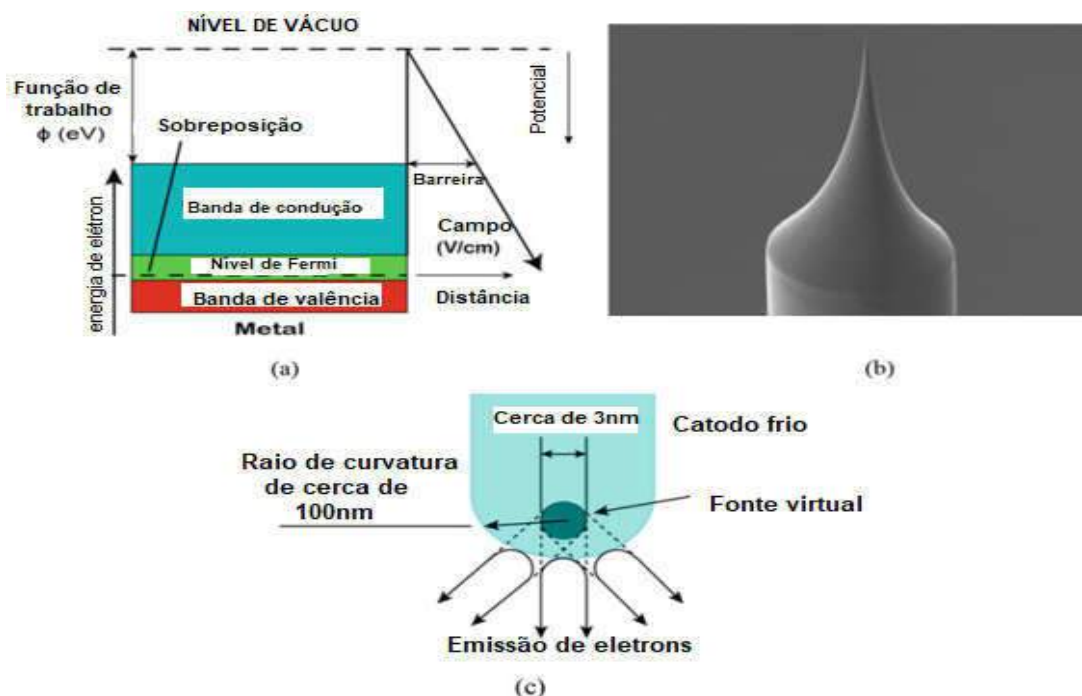 NÍVEL DE VÁCUO
Função de
trabalho
ϕ (eV)
Sobreposição
Potencial
Barreira
energia de elétron
Banda de condução
Campo
(V/cm)
Nível de Fermi
Banda de valência
Distância
Metal
(a)
(b)
Cerca de 3nm
Catodo frio
Raio de curvatura
de cerca de
100nm
Fonte virtual
Emissão de eletrons
(c)